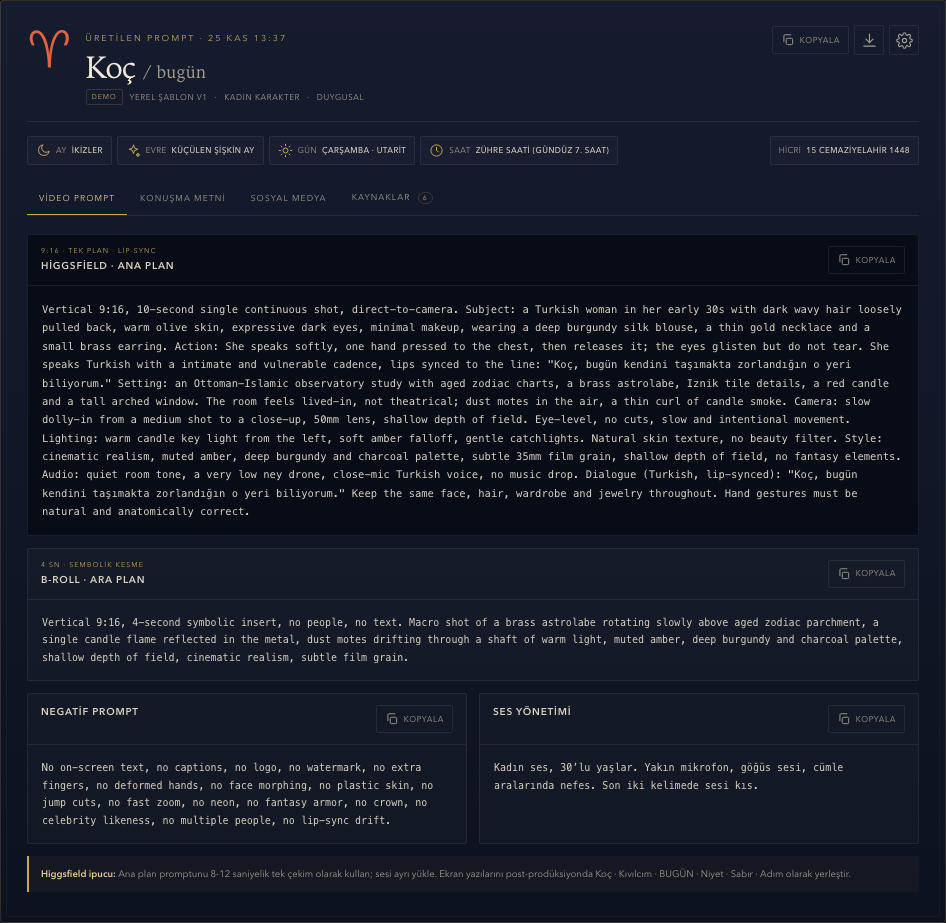 ÜRETİLEN PROMPT · 25 KAS 13:37
KOPYALA
Koç / bugün
DEMO YEREL ŞABLON V1 · KADIN KARAKTER · DUYGUSAL
AY İKİZLER
EVRE KÜÇÜLEN ŞİŞKİN AY
GÜN ÇARŞAMBA · UTARİT
SAAT ZÜHRE SAATİ (GÜNDÜZ 7. SAAT)
HİCRİ 15 CEMAZİYELAHİR 1448
VİDEO PROMPT
KONUŞMA METNİ
SOSYAL MEDYA
KAYNAKLAR 6
9:16 · TEK PLAN · LİP-SYNC
HİGGSFİELD · ANA PLAN
KOPYALA
Vertical 9:16, 10-second single continuous shot, direct-to-camera. Subject: a Turkish woman in her early 30s with dark wavy hair loosely
pulled back, warm olive skin, expressive dark eyes, minimal makeup, wearing a deep burgundy silk blouse, a thin gold necklace and a
small brass earring. Action: She speaks softly, one hand pressed to the chest, then releases it; the eyes glisten but do not tear. She
speaks Turkish with a intimate and vulnerable cadence, lips synced to the line: "Koç, bugün kendini taşımakta zorlandığın o yeri
biliyorum." Setting: an Ottoman-Islamic observatory study with aged zodiac charts, a brass astrolabe, Iznik tile details, a red candle
and a tall arched window. The room feels lived-in, not theatrical; dust motes in the air, a thin curl of candle smoke. Camera: slow
dolly-in from a medium shot to a close-up, 50mm lens, shallow depth of field. Eye-level, no cuts, slow and intentional movement.
Lighting: warm candle key light from the left, soft amber falloff, gentle catchlights. Natural skin texture, no beauty filter. Style:
cinematic realism, muted amber, deep burgundy and charcoal palette, subtle 35mm film grain, shallow depth of field, no fantasy elements.
Audio: quiet room tone, a very low ney drone, close-mic Turkish voice, no music drop. Dialogue (Turkish, lip-synced): "Koç, bugün
kendini taşımakta zorlandığın o yeri biliyorum." Keep the same face, hair, wardrobe and jewelry throughout. Hand gestures must be
natural and anatomically correct.
4 SN · SEMBOLİK KESME
B-ROLL · ARA PLAN
KOPYALA
Vertical 9:16, 4-second symbolic insert, no people, no text. Macro shot of a brass astrolabe rotating slowly above aged zodiac parchment, a
single candle flame reflected in the metal, dust motes drifting through a shaft of warm light, muted amber, deep burgundy and charcoal palette,
shallow depth of field, cinematic realism, subtle film grain.
NEGATİF PROMPT
KOPYALA
No on-screen text, no captions, no logo, no watermark, no extra
fingers, no deformed hands, no face morphing, no plastic skin, no
jump cuts, no fast zoom, no neon, no fantasy armor, no crown, no
celebrity likeness, no multiple people, no lip-sync drift.
SES YÖNETİMİ
KOPYALA
Kadın ses, 30’lu yaşlar. Yakın mikrofon, göğüs sesi, cümle
aralarında nefes. Son iki kelimede sesi kıs.
Higgsfield ipucu: Ana plan promptunu 8-12 saniyelik tek çekim olarak kullan; sesi ayrı yükle. Ekran yazılarını post-prodüksiyonda Koç · Kıvılcım · BUGÜN · Niyet · Sabır · Adım olarak yerleştir.